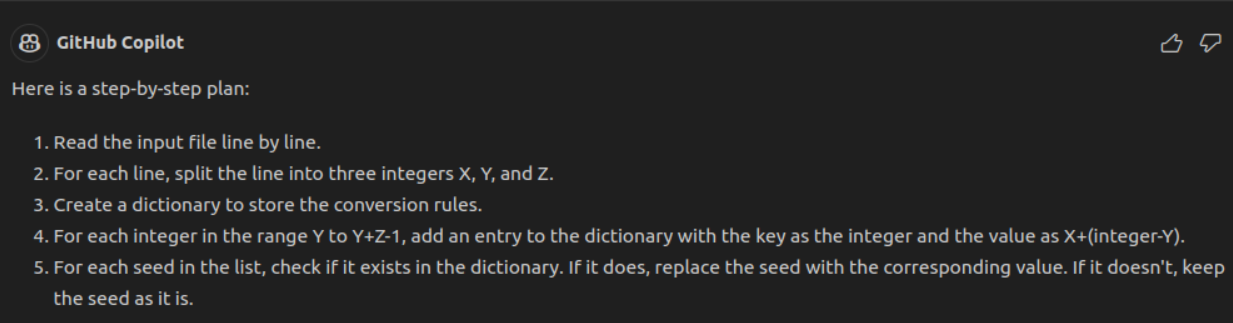 GitHub Copilot
Here is a step-by-step plan:
1. Read the input file line by line.
2. For each line, split the line into three integers X, Y, and Z.
3. Create a dictionary to store the conversion rules.
4. For each integer in the range Y to Y+Z-1, add an entry to the dictionary with the key as the integer and the value as X+(integer-Y).
5. For each seed in the list, check if it exists in the dictionary. If it does, replace the seed with the corresponding value. If it doesn't, keep
the seed as it is.